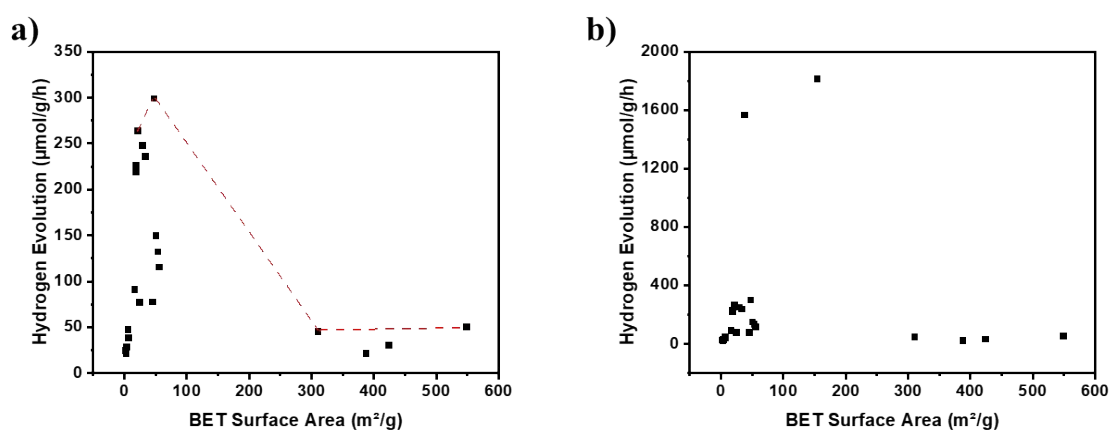 a)
350
300
250
200
150
100
50
0
Hydrogen Evolution (µmol/g/h)
0 100 200 300 400 500 600
BET Surface Area (m²/g)
b)
2000
1600
1200
800
400
0
Hydrogen Evolution (µmol/g/h)
0 100 200 300 400 500 600
BET Surface Area (m²/g)